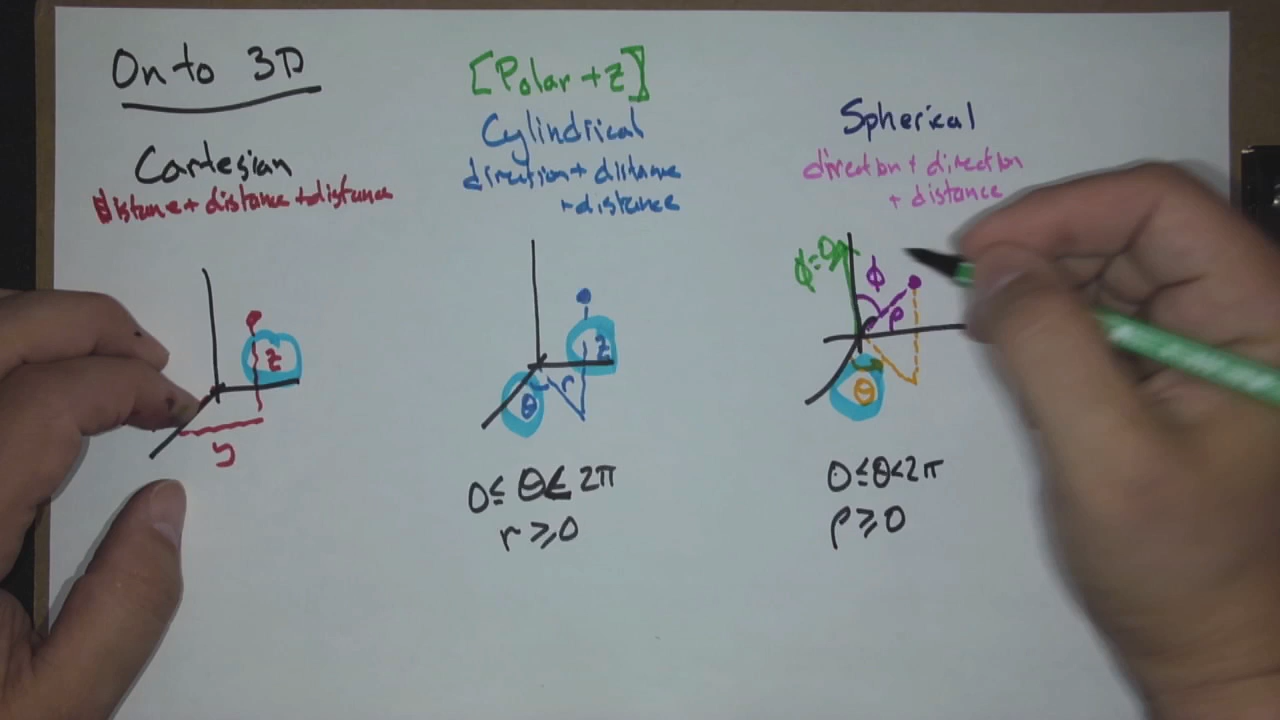 On to 3D
Cartesian
distance + distance + distance
z
y
[Polar + z]
Cylindrical
direction + distance
+ distance
z
r
θ
0 ≤ θ ≤ 2π
r ≥ 0
Spherical
direction + direction
+ distance
ϕ=0
ϕ
ρ
θ
0 ≤ θ < 2π
ρ ≥ 0